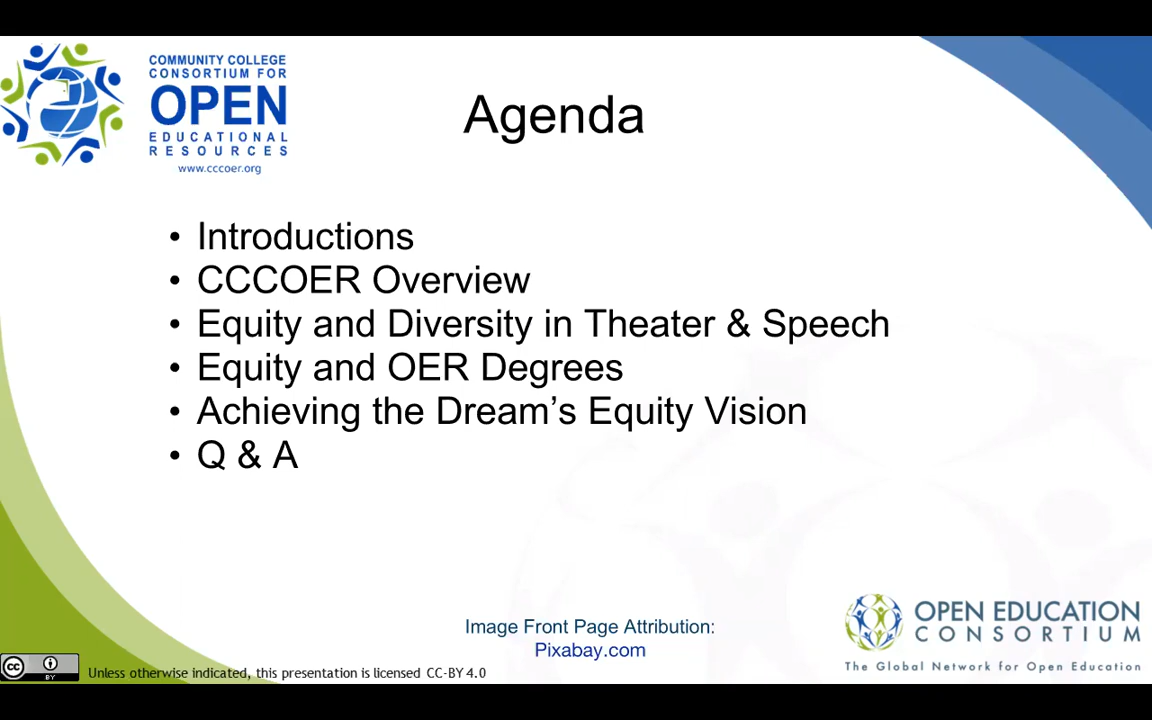 COMMUNITY COLLEGE
CONSORTIUM FOR
OPEN
EDUCATIONAL
RESOURCES
www.cccoer.org
Agenda
• Introductions
• CCCOER Overview
• Equity and Diversity in Theater & Speech
• Equity and OER Degrees
• Achieving the Dream’s Equity Vision
• Q & A
Image Front Page Attribution:
Pixabay.com
OPEN EDUCATION
CONSORTIUM
The Global Network for Open Education
cc
BY
Unless otherwise indicated, this presentation is licensed CC-BY 4.0